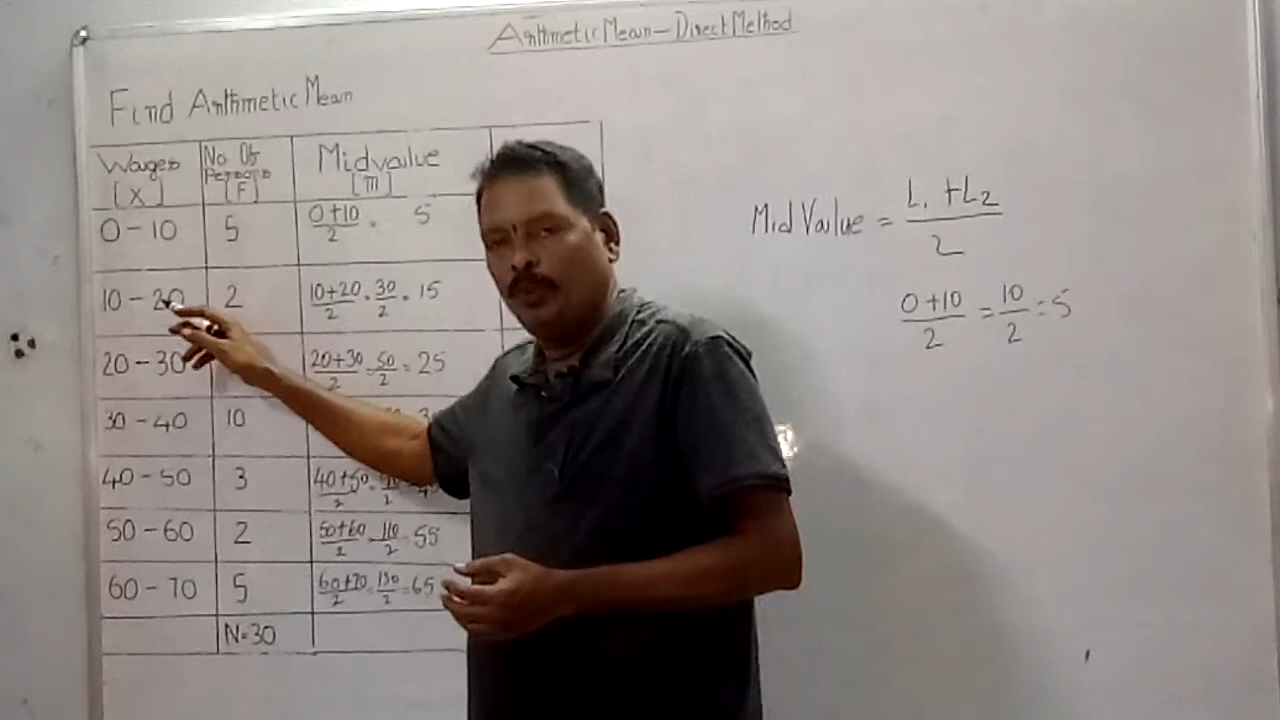 Arithmetic Mean - Direct Method
Find Arithmetic Mean
Wages [X] No Of Persons [F] Midvalue [m]
0-10 5 0+10/2 = 5
10-20 2 10+20/2 = 30/2 = 15
20-30 20+30/2 = 50/2 = 25
30-40 10
40-50 3 40+50/2 =
50-60 2 50+60/2 = 110/2 = 55
60-70 5 60+70/2 = 130/2 = 65
N=30
Mid Value = L1+L2/2
0+10/2 = 10/2 = 5